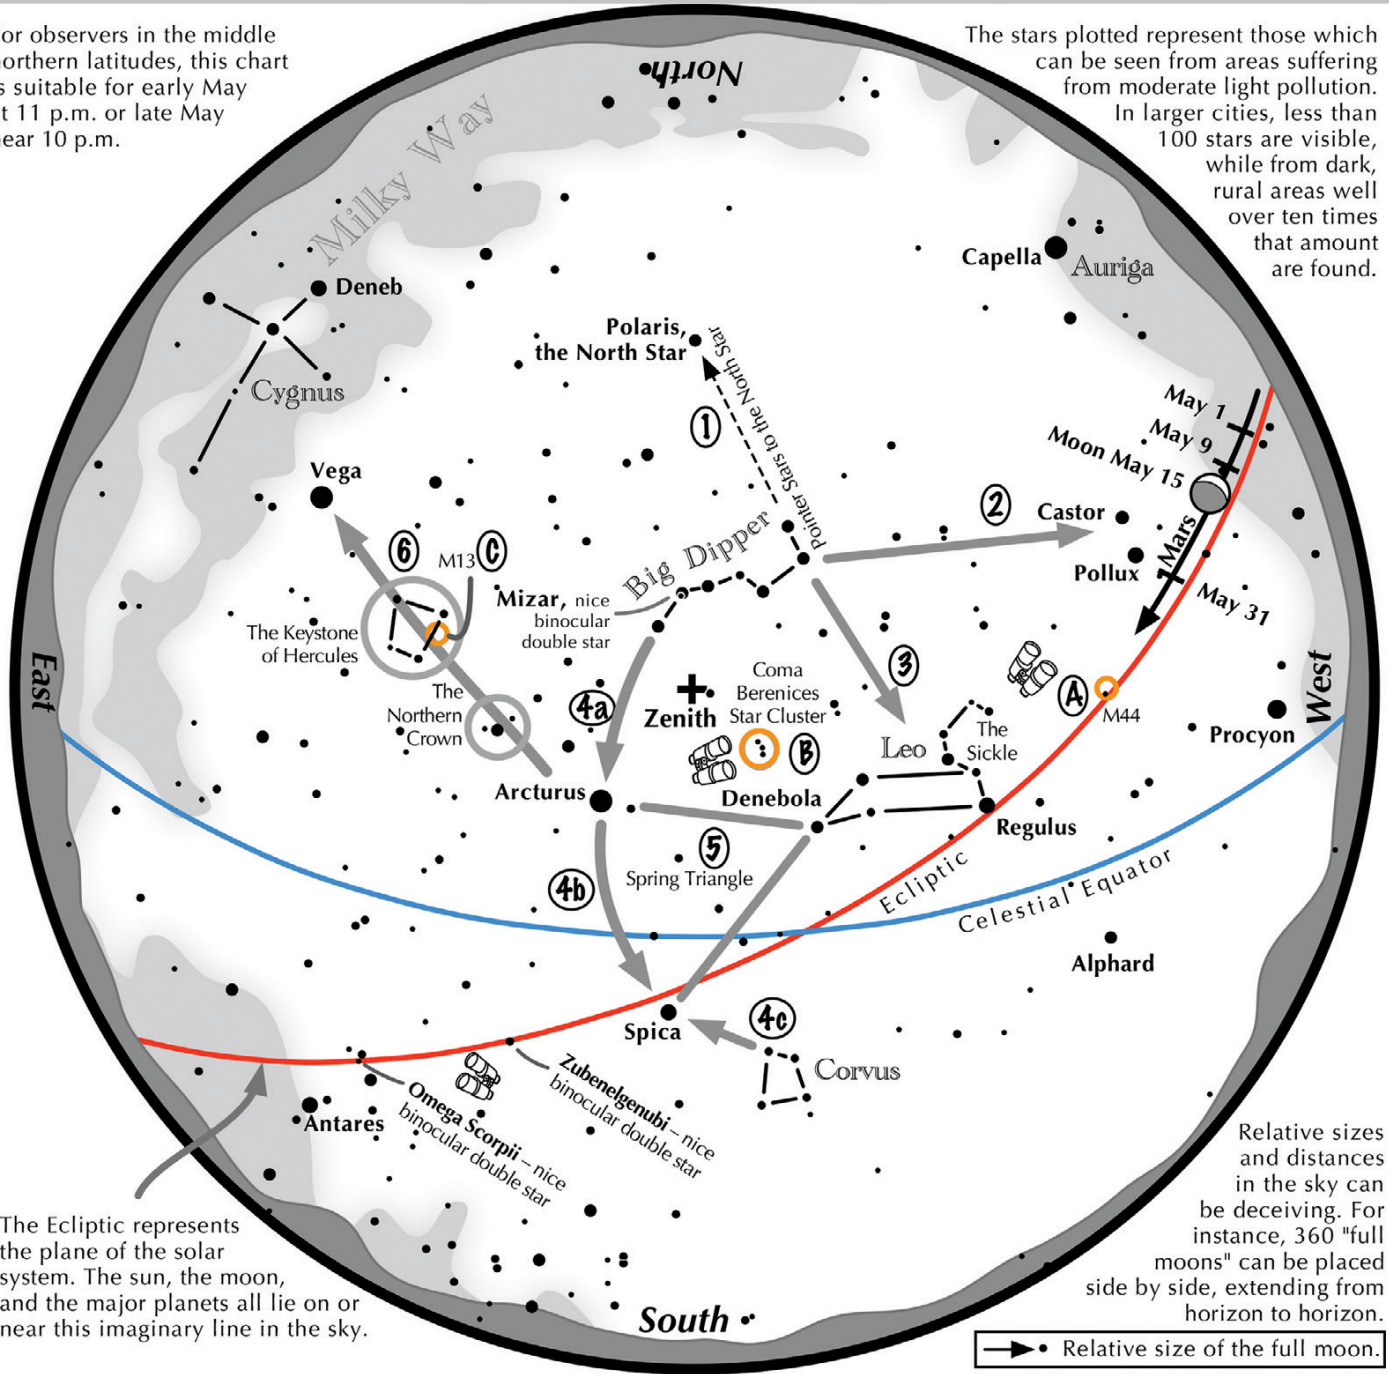 or observers in the middle
orthern latitudes, this chart
s suitable for early May
t 11 p.m. or late May
ear 10 p.m.
The stars plotted represent those which
can be seen from areas suffering
from moderate light pollution.
In larger cities, less than
100 stars are visible,
while from dark,
rural areas well
over ten times
that amount
are found.
North
Milky Way
Capella
Auriga
Deneb
Cygnus
Polaris,
the North Star
Pointer Stars to the North Star
1
May 1
May 9
Moon May 15
Mars
May 31
Vega
2
Castor
Pollux
6
M13
C
Big Dipper
Mizar, nice
binocular
double star
The Keystone
of Hercules
The
Northern
Crown
East
West
4a
Zenith
Coma
Berenices
Star Cluster
B
3
A
M44
Leo
The
Sickle
Procyon
Arcturus
Denebola
Regulus
5
Spring Triangle
4b
Ecliptic
Celestial Equator
Alphard
Spica
4c
Corvus
Zubenelgenubi – nice
binocular double star
Omega Scorpii – nice
binocular double star
Antares
The Ecliptic represents
the plane of the solar
system. The sun, the moon,
and the major planets all lie on or
near this imaginary line in the sky.
South
Relative sizes
and distances
in the sky can
be deceiving. For
instance, 360 "full
moons" can be placed
side by side, extending from
horizon to horizon.
Relative size of the full moon.